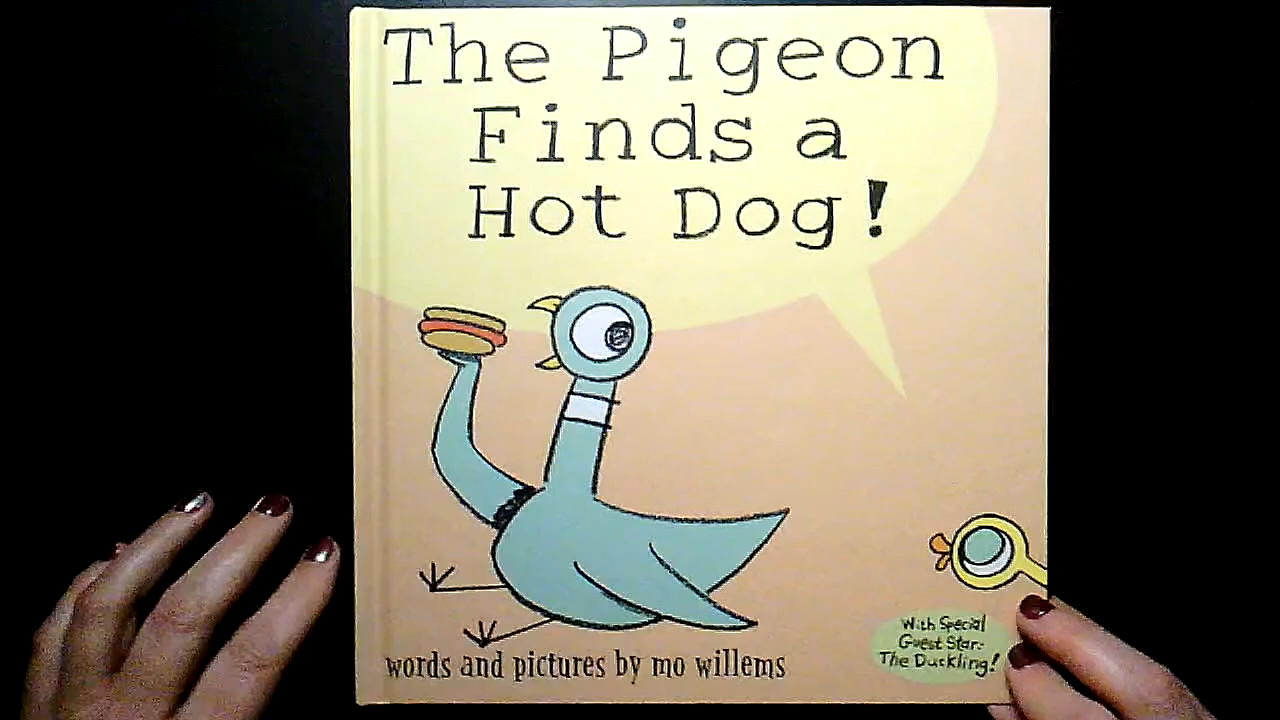 The Pigeon
Finds a
Hot Dog!
words and pictures by mo willems
With Special
Guest Star:
The Duckling!